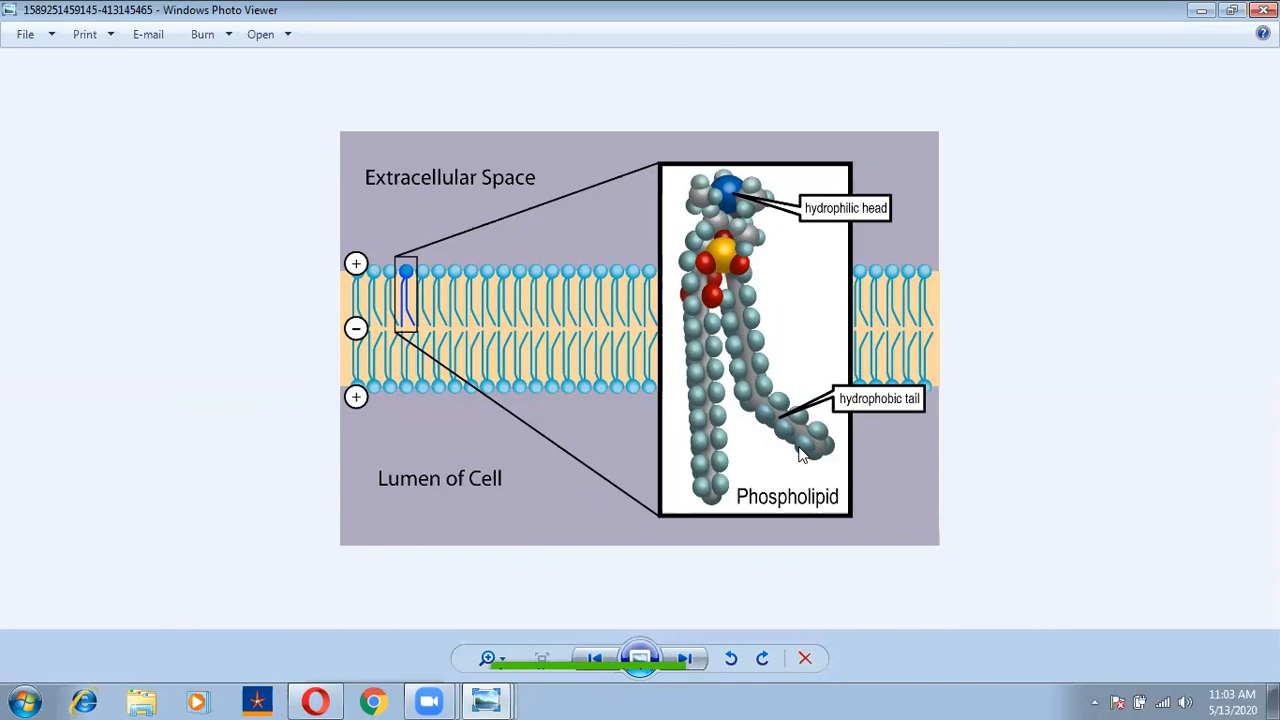 1589251459145-413145465 - Windows Photo Viewer
File Print E-mail Burn Open
Extracellular Space
hydrophilic head
+
−
hydrophobic tail
+
Lumen of Cell
Phospholipid
11:03 AM
5/13/2020